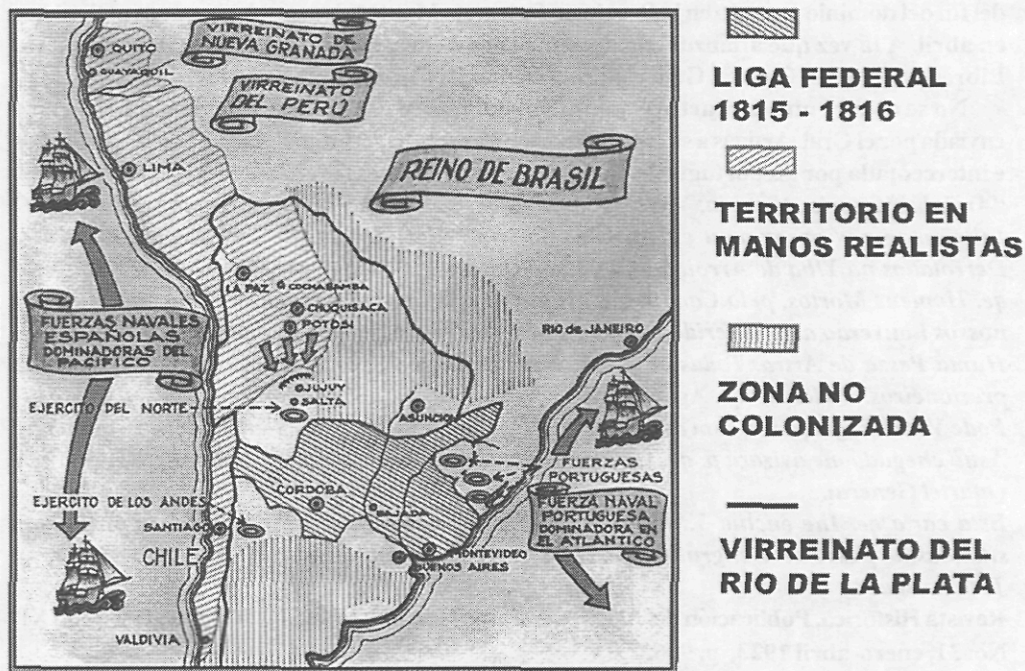 QUITO
GUAYAQUIL
VIRREINATO DE
NUEVA GRANADA
VIRREINATO
DEL PERÚ
LIMA
REINO DE BRASIL
LA PAZ
COCHABAMBA
CHUQUISACA
POTOSI
FUERZAS NAVALES
ESPAÑOLAS
DOMINADORAS DEL
PACIFICO
RIO de JANEIRO
JUJUY
SALTA
EJERCITO DEL NORTE
ASUNCION
FUERZAS
PORTUGUESAS
CORDOBA
BAJADA
FUERZA NAVAL
PORTUGUESA
DOMINADORA EN
EL ATLÁNTICO
EJERCITO DE LOS ANDES
SANTIAGO
CHILE
MONTEVIDEO
BUENOS AIRES
VALDIVIA
LIGA FEDERAL
1815 - 1816
TERRITORIO EN
MANOS REALISTAS
ZONA NO
COLONIZADA
VIRREINATO DEL
RIO DE LA PLATA